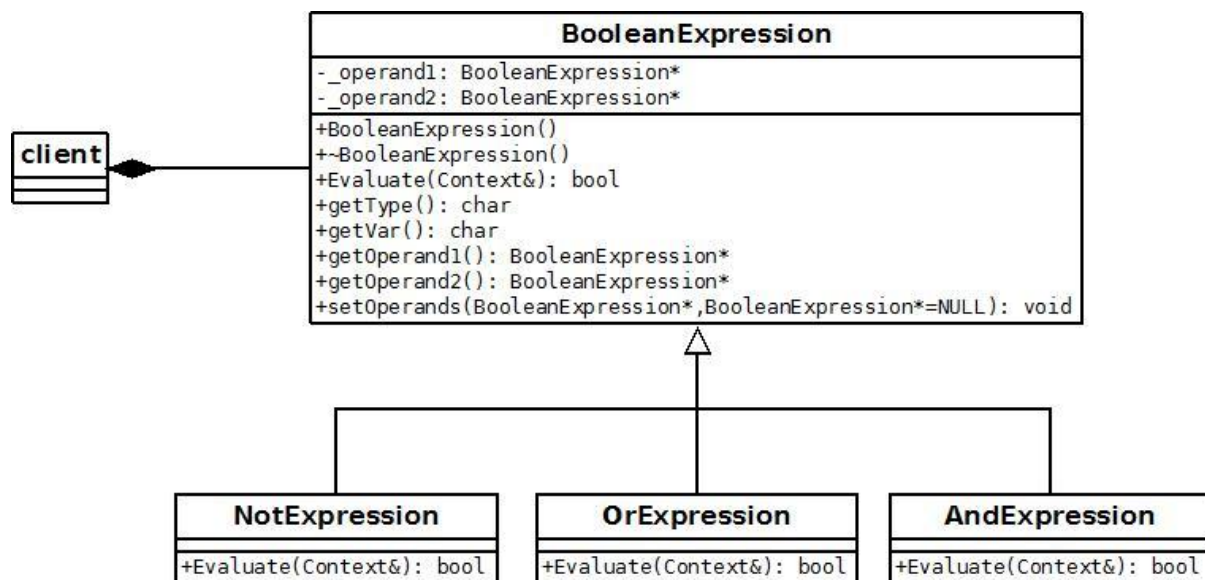 BooleanExpression
-_operand1: BooleanExpression*
-_operand2: BooleanExpression*
+BooleanExpression()
+~BooleanExpression()
+Evaluate(Context&): bool
+getType(): char
+getVar(): char
+getOperand1(): BooleanExpression*
+getOperand2(): BooleanExpression*
+setOperands(BooleanExpression*,BooleanExpression*=NULL): void
client
NotExpression
+Evaluate(Context&): bool
OrExpression
+Evaluate(Context&): bool
AndExpression
+Evaluate(Context&): bool